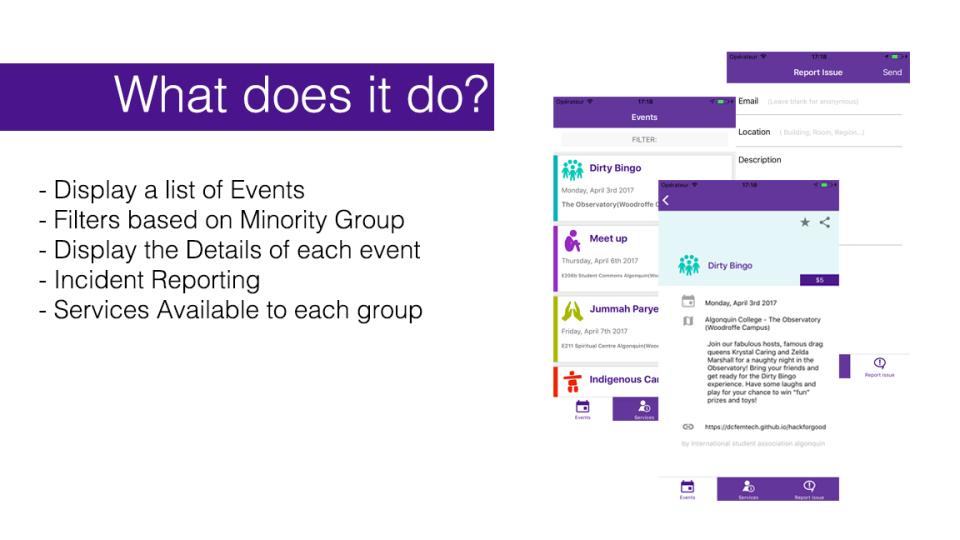 What does it do?
- Display a list of Events
- Filters based on Minority Group
- Display the Details of each event
- Incident Reporting
- Services Available to each group
Opérateur 17:18
Report Issue Send
Email (Leave blank for anonymous)
Location ( Building, Room, Region...)
Description
Report issue
Opérateur 17:18
Events
FILTER:
Dirty Bingo
Monday, April 3rd 2017
The Observatory(Woodroffe C
Meet up
Thursday, April 6th 2017
E206b Student Commons Algonquin(Wo
Jummah Parye
Friday, April 7th 2017
E211 Spiritual Centre Algonquin(Woo
Indigenous Ca
Events Services
Opérateur 17:18
Dirty Bingo
$5
Monday, April 3rd 2017
Algonquin College - The Observatory
(Woodroffe Campus)
Join our fabulous hosts, famous drag
queens Krystal Caring and Zelda
Marshall for a naughty night in the
Observatory! Bring your friends and
get ready for the Dirty Bingo
experience. Have some laughs and
play for your chance to win "fun"
prizes and toys!
https://dcfemtech.github.io/hackforgood
by International student association algonquin
Events Services Report issue